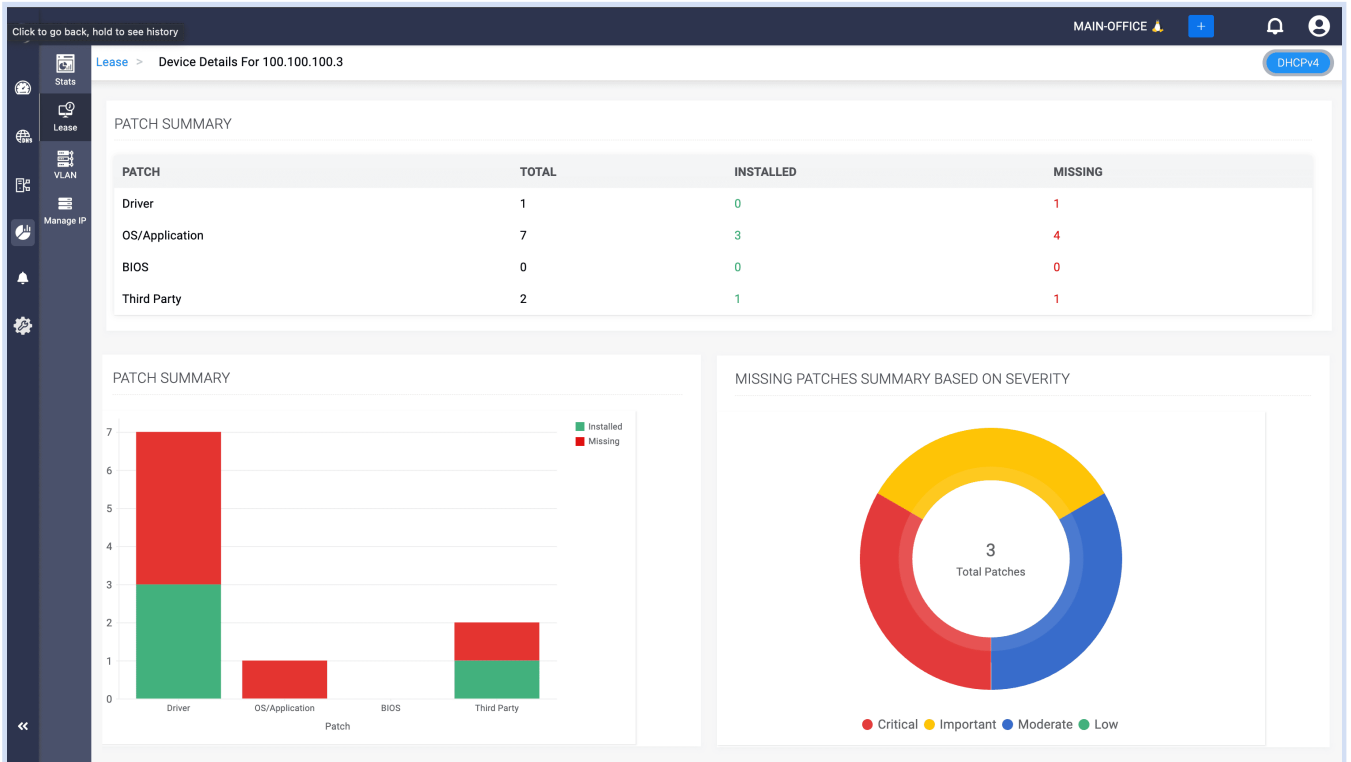 Click to go back, hold to see history
MAIN-OFFICE
+
Stats
Lease > Device Details For 100.100.100.3
DHCPv4
Lease
DNS
VLAN
Manage IP
PATCH SUMMARY
PATCH TOTAL INSTALLED MISSING
Driver 1 0 1
OS/Application 7 3 4
BIOS 0 0 0
Third Party 2 1 1
PATCH SUMMARY
Installed
Missing
7
6
5
4
3
2
1
0
Driver OS/Application BIOS Third Party
Patch
MISSING PATCHES SUMMARY BASED ON SEVERITY
3
Total Patches
Critical Important Moderate Low